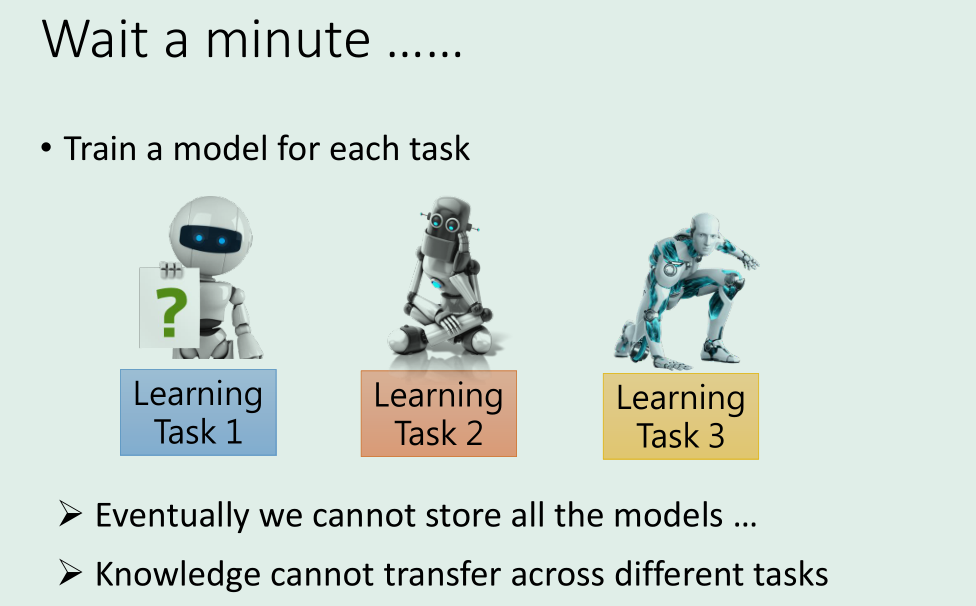 Wait a minute ……
• Train a model for each task
?
Learning
Task 1
Learning
Task 2
Learning
Task 3
➢ Eventually we cannot store all the models …
➢ Knowledge cannot transfer across different tasks